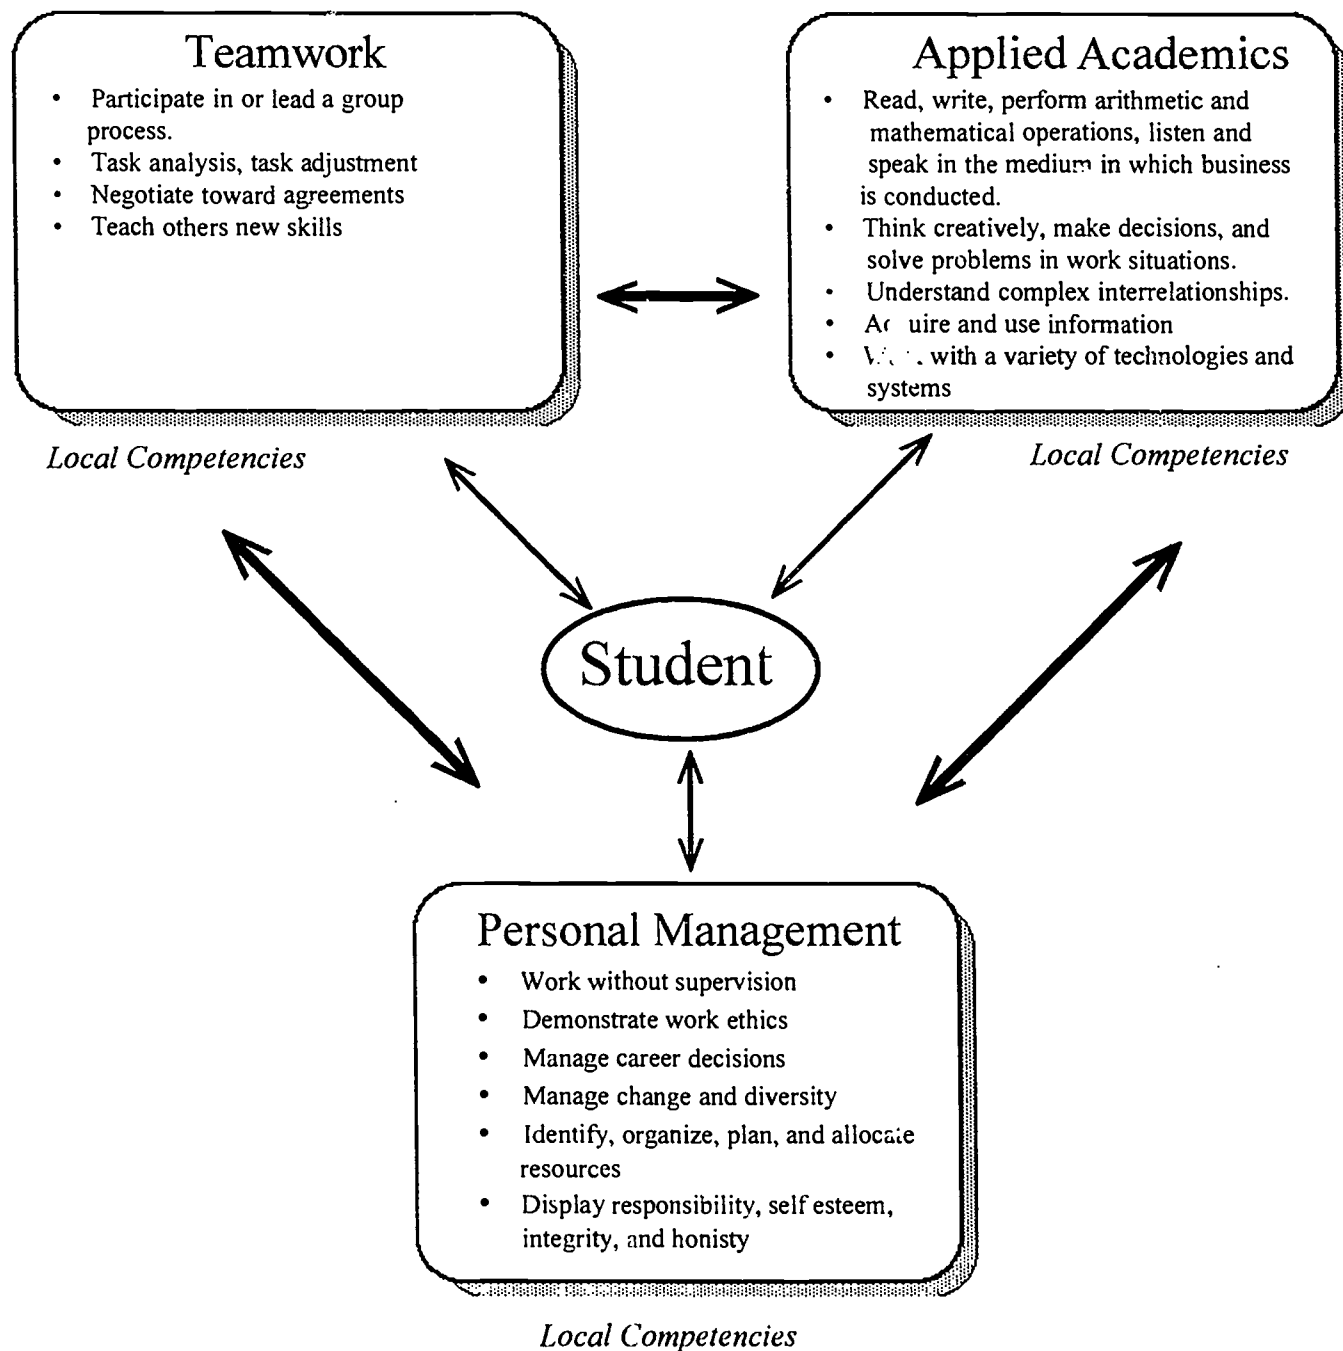 Teamwork
• Participate in or lead a group
process.
• Task analysis, task adjustment
• Negotiate toward agreements
• Teach others new skills
Local Competencies
Applied Academics
• Read, write, perform arithmetic and
mathematical operations, listen and
speak in the medium in which business
is conducted.
• Think creatively, make decisions, and
solve problems in work situations.
• Understand complex interrelationships.
• Acquire and use information
• with a variety of technologies and
systems
Local Competencies
Student
Personal Management
• Work without supervision
• Demonstrate work ethics
• Manage career decisions
• Manage change and diversity
• Identify, organize, plan, and allocate
resources
• Display responsibility, self esteem,
integrity, and honisty
Local Competencies